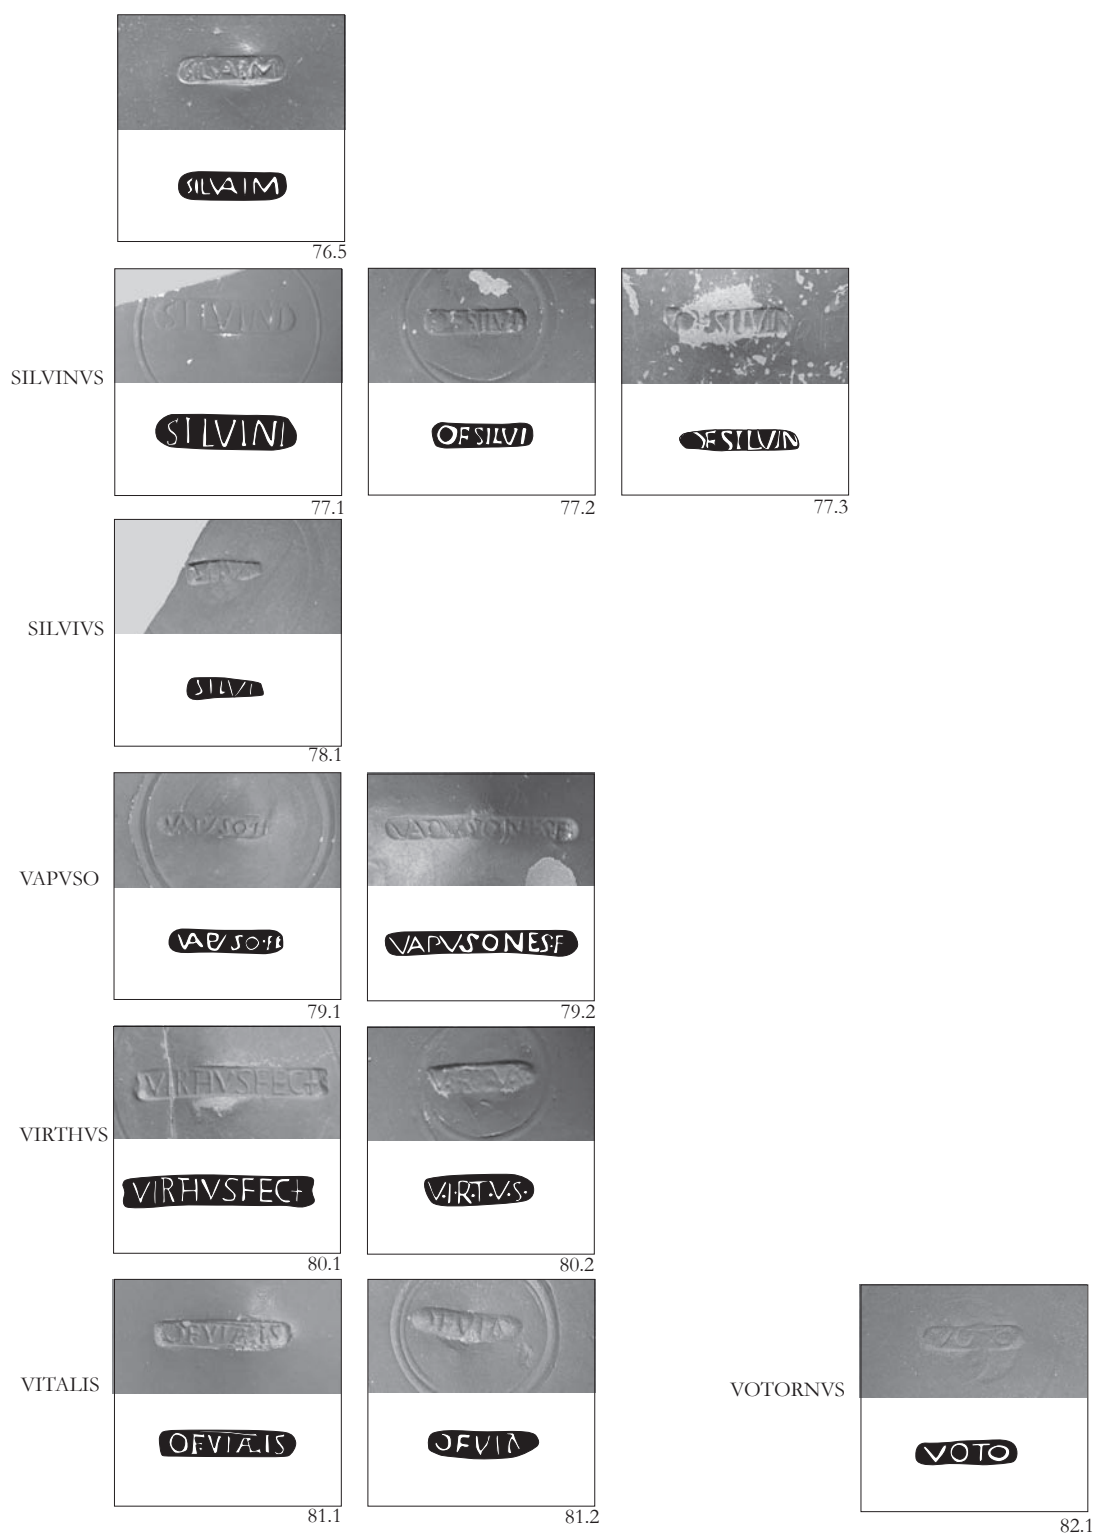 SILVAIM
76.5
SILVINVS
SILVINI
77.1
OFSILVI
77.2
OFSILVIN
77.3
SILVIVS
SILVI
78.1
VAPVSO
VAPVSO·FE
79.1
VAPVSONES·F
79.2
VIRTHVS
VIRTHVSFECT
80.1
V·I·R·T·V·S·
80.2
VITALIS
OFVITALIS
81.1
OFVIA
81.2
VOTORNVS
VOTO
82.1